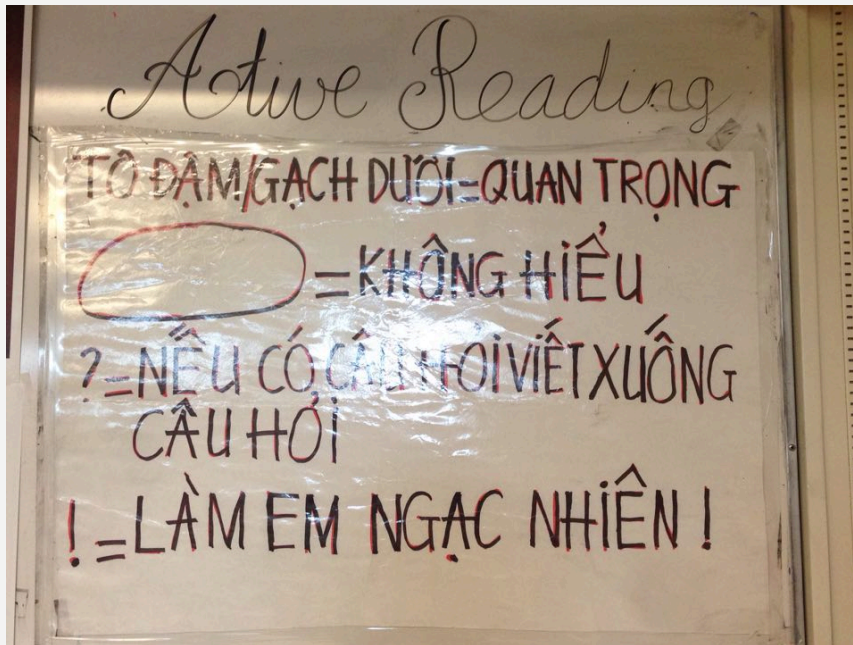 Active Reading
TÔ ĐẬM/GẠCH DƯỚI=QUAN TRỌNG
=KHÔNG HIỂU
?=NẾU CÓ CÂU HỎI VIẾT XUỐNG
CÂU HỎI
!=LÀM EM NGẠC NHIÊN!